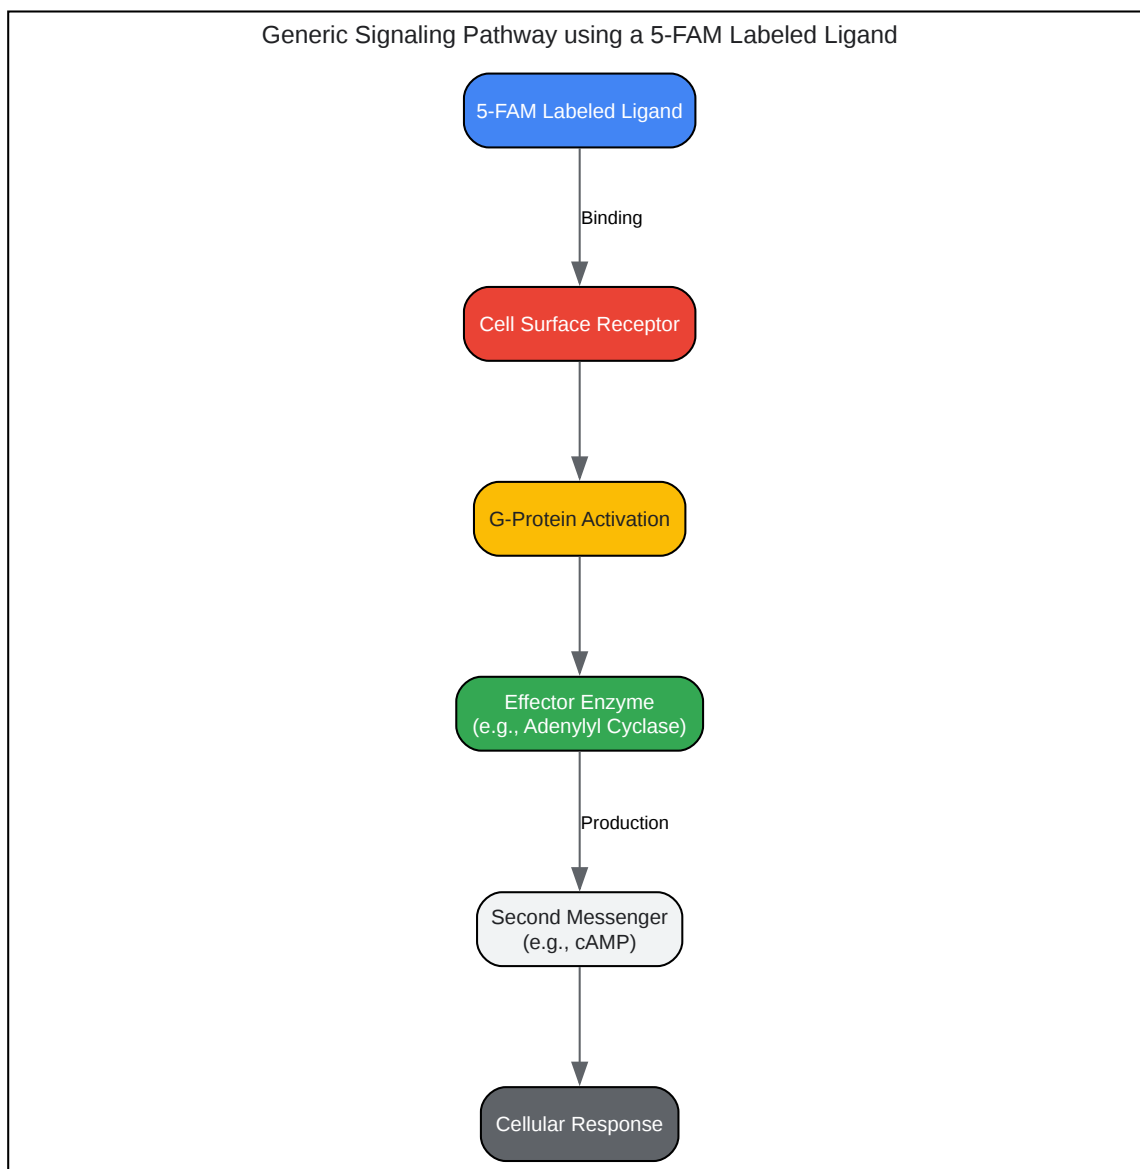 Generic Signaling Pathway using a 5-FAM Labeled Ligand
5-FAM Labeled Ligand
Binding
Cell Surface Receptor
G-Protein Activation
Effector Enzyme
(e.g., Adenylyl Cyclase)
Production
Second Messenger
(e.g., cAMP)
Cellular Response